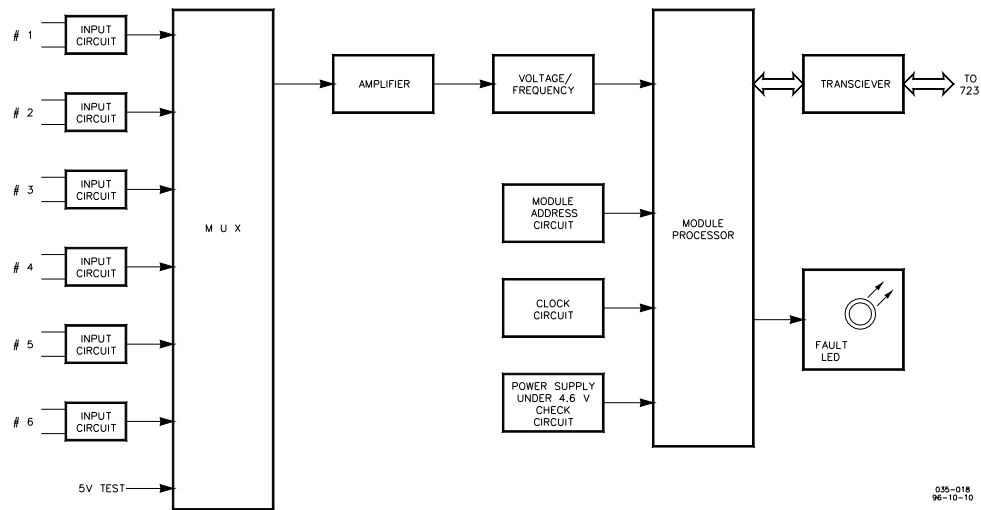 # 1
INPUT
CIRCUIT
# 2
INPUT
CIRCUIT
# 3
INPUT
CIRCUIT
# 4
INPUT
CIRCUIT
# 5
INPUT
CIRCUIT
# 6
INPUT
CIRCUIT
5V TEST
M U X
AMPLIFIER
VOLTAGE/
FREQUENCY
MODULE
ADDRESS
CIRCUIT
CLOCK
CIRCUIT
POWER SUPPLY
UNDER 4.6 V
CHECK
CIRCUIT
MODULE
PROCESSOR
TRANSCIEVER
TO
723
FAULT
LED
035-018
96-10-10